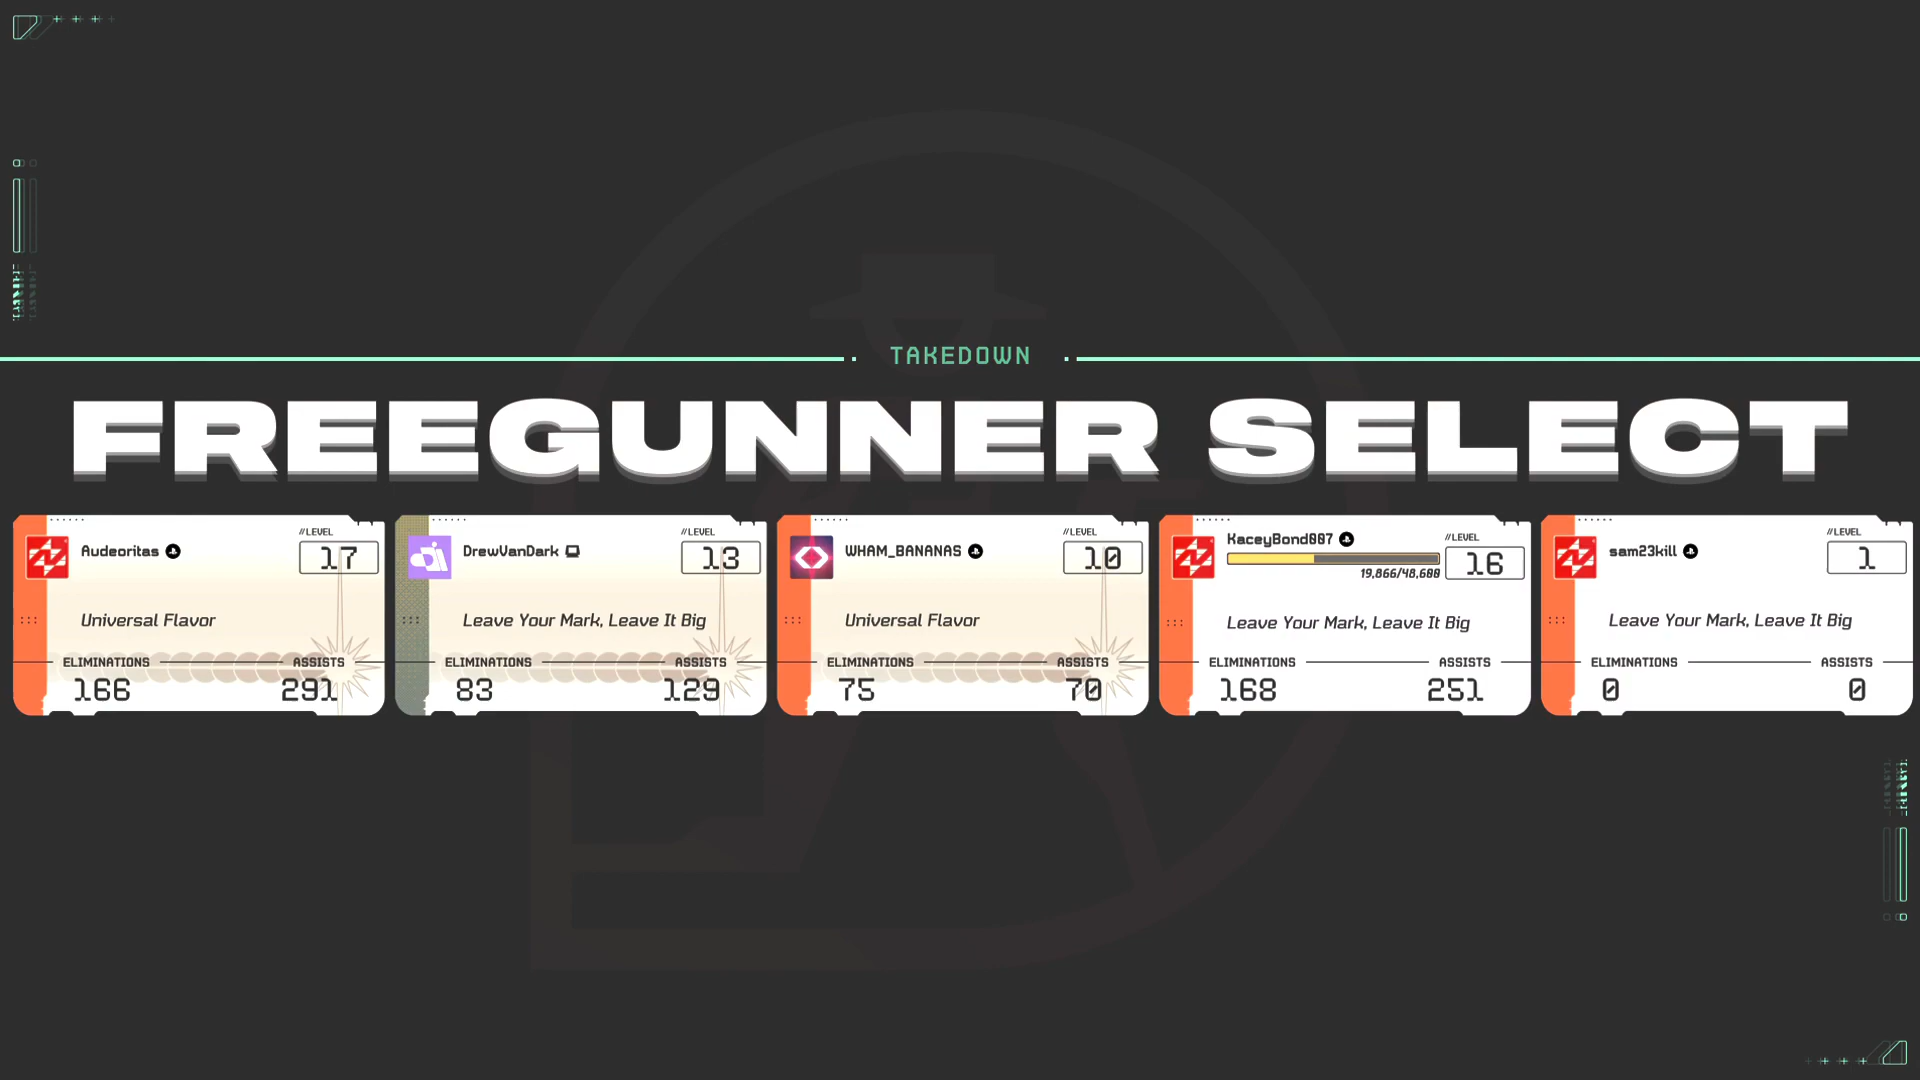 TAKEDOWN
FREEGUNNER SELECT
Audeoritas
//LEVEL
17
Universal Flavor
ELIMINATIONS
ASSISTS
166
291
DrewVanDark
//LEVEL
13
Leave Your Mark, Leave It Big
ELIMINATIONS
ASSISTS
83
129
WHAM_BANANAS
//LEVEL
10
Universal Flavor
ELIMINATIONS
ASSISTS
75
70
KaceyBond007
//LEVEL
16
19,866/48,600
Leave Your Mark, Leave It Big
ELIMINATIONS
ASSISTS
168
251
sam23kill
//LEVEL
1
Leave Your Mark, Leave It Big
ELIMINATIONS
ASSISTS
0
0